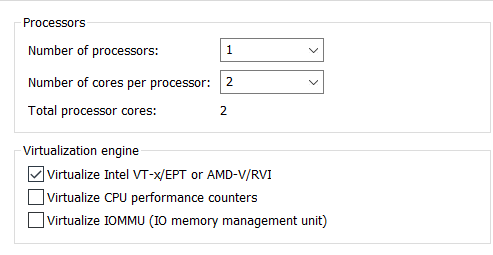 Processors
Number of processors: 1
Number of cores per processor: 2
Total processor cores: 2
Virtualization engine
Virtualize Intel VT-x/EPT or AMD-V/RVI
Virtualize CPU performance counters
Virtualize IOMMU (IO memory management unit)